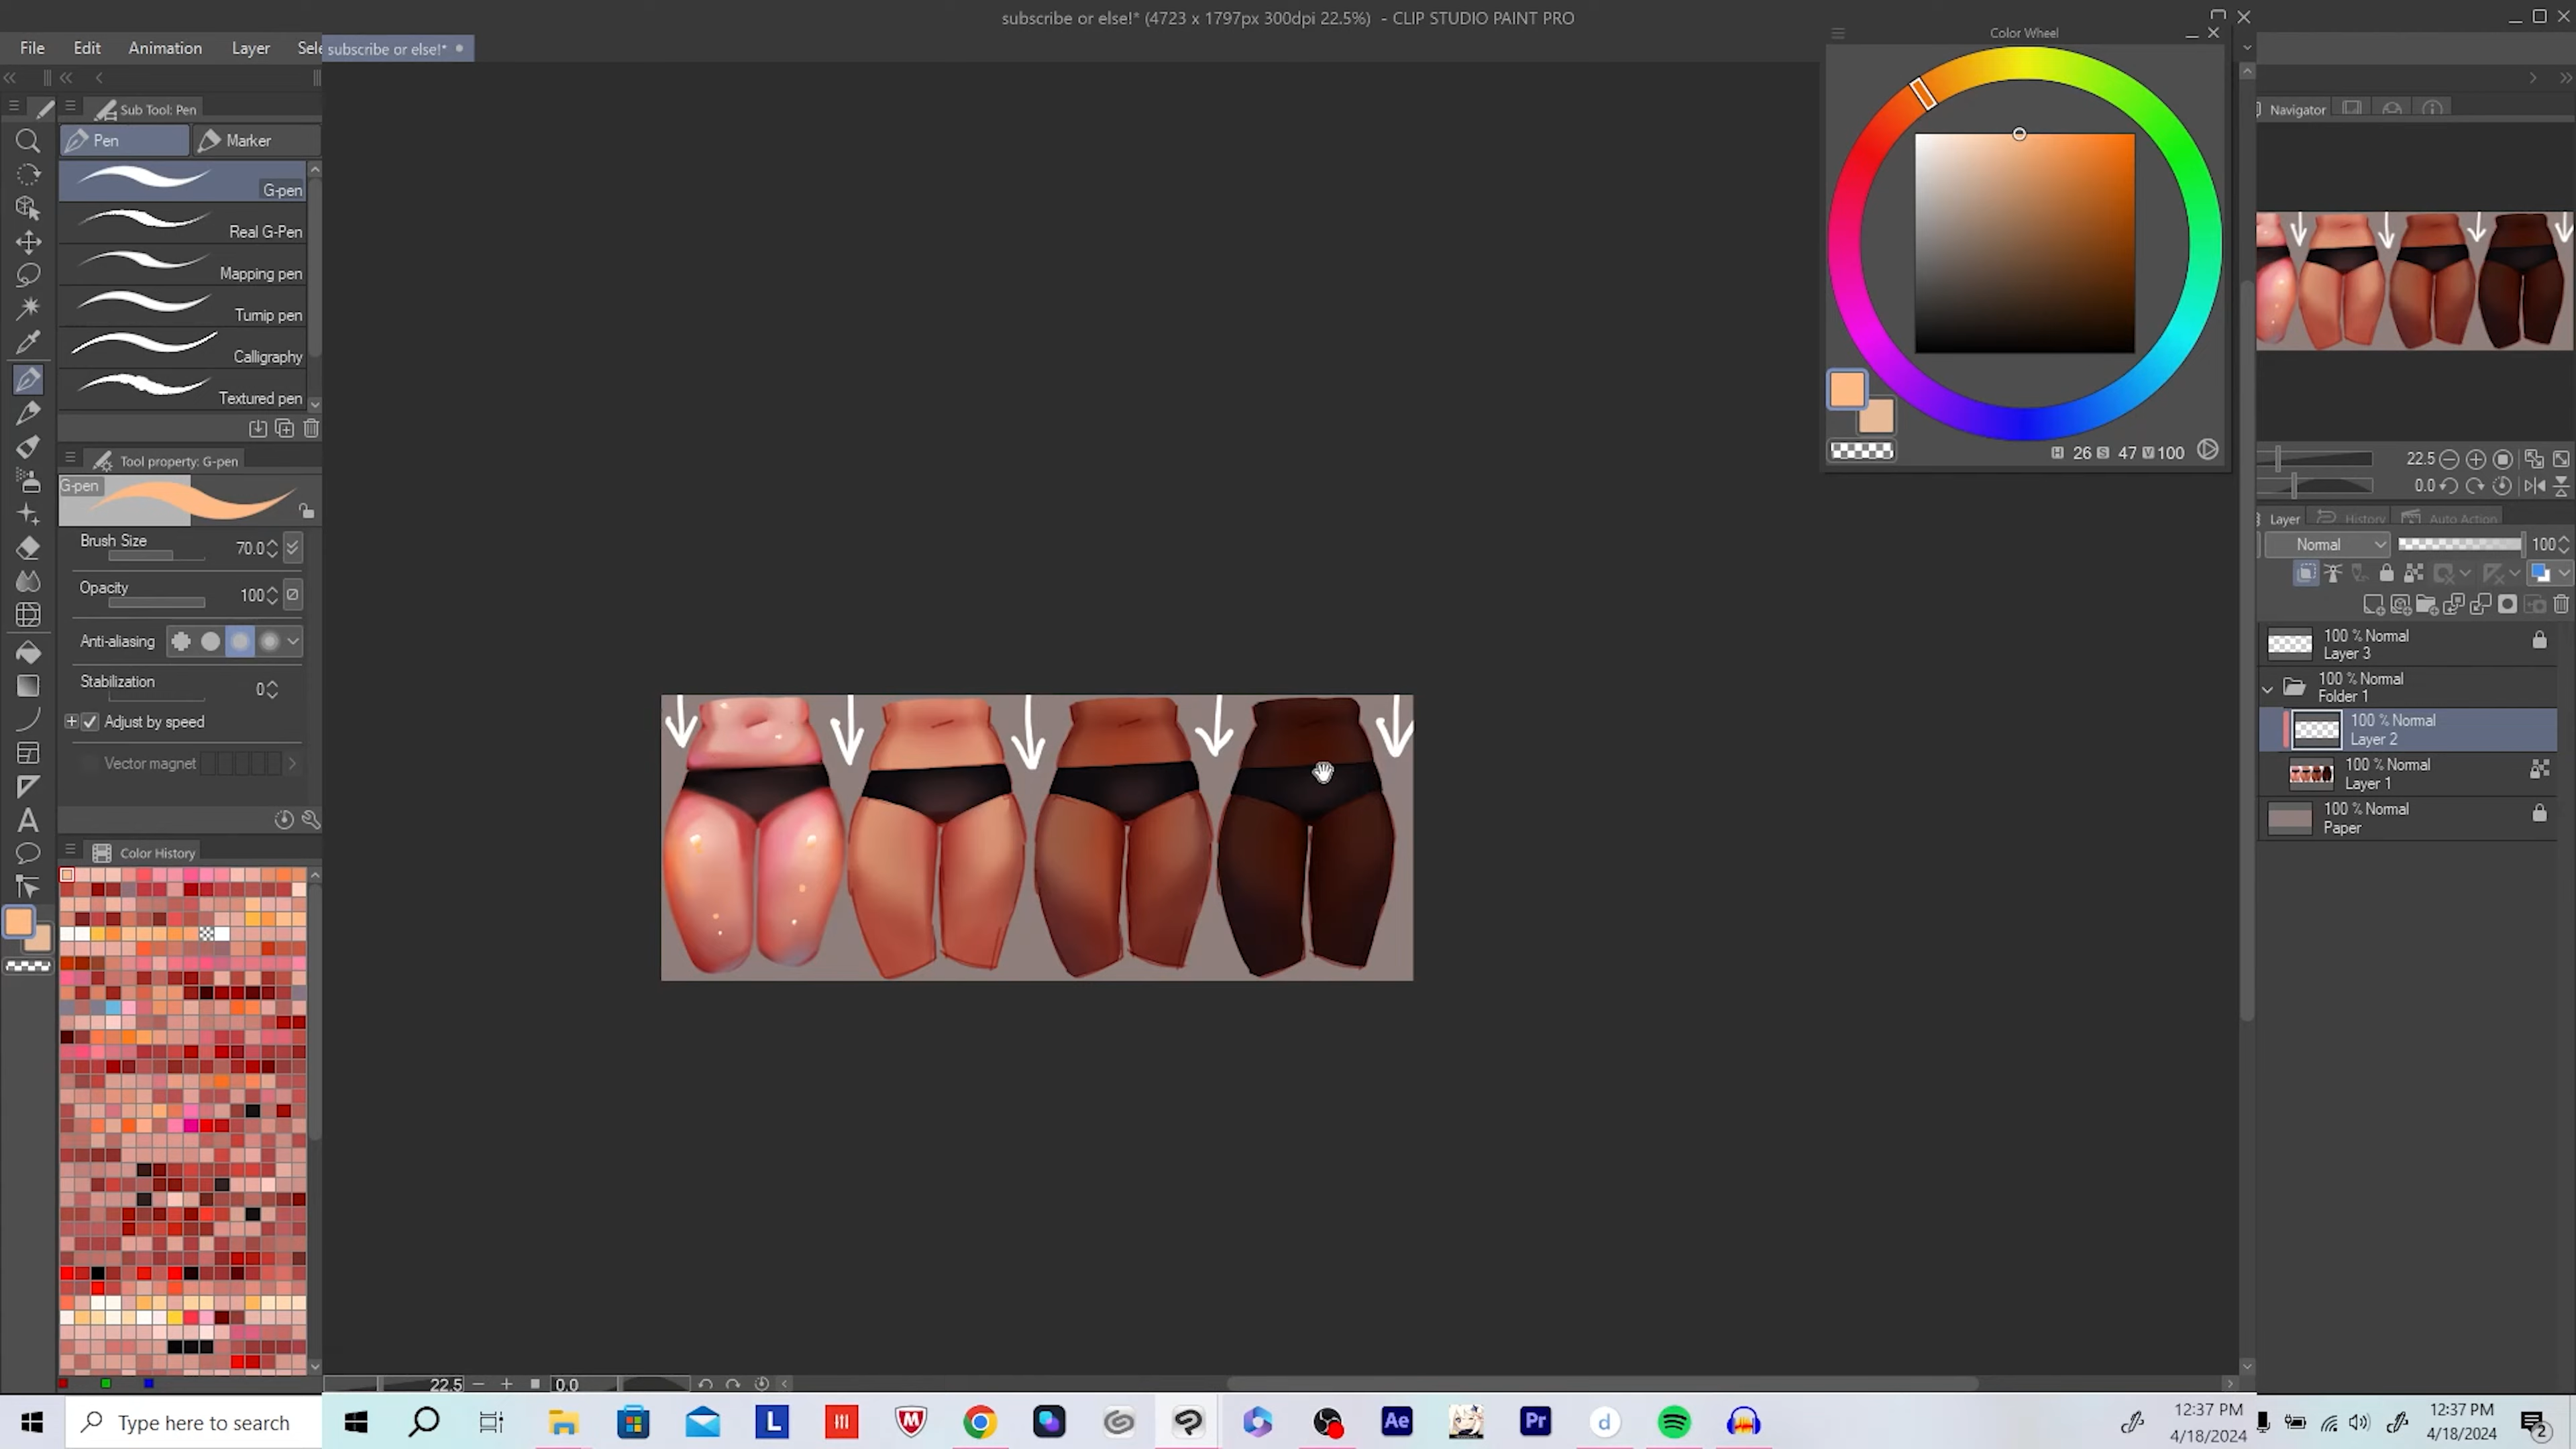 subscribe or else!* (4723 x 1797px 300dpi 22.5%) - CLIP STUDIO PAINT PRO
File Edit Animation Layer Sele
subscribe or else!*
Color Wheel
Sub Tool: Pen
Navigator
Pen
Marker
G-pen
Real G-Pen
Mapping pen
Turnip pen
Calligraphy
Textured pen
H 26 S 47 V 100
22.5
0.0
Tool property: G-pen
G-pen
Layer History Auto Action
Brush Size 70.0
Normal 100
Opacity 100
Anti-aliasing
100 % Normal
Layer 3
Stabilization 0
100 % Normal
Folder 1
Adjust by speed
100 % Normal
Layer 2
Vector magnet
100 % Normal
Layer 1
100 % Normal
Paper
A
Color History
22.5 0.0
Type here to search
L
Ae
Pr
d
12:37 PM
4/18/2024
12:37 PM
4/18/2024
2